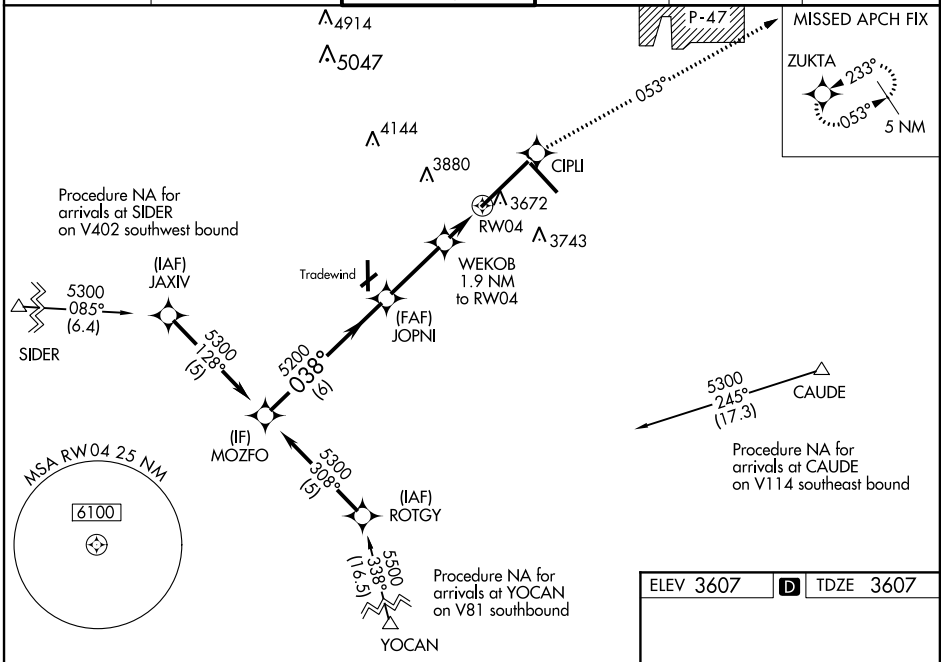 4914
5047
P-47
MISSED APCH FIX
ZUKTA
233°
053°
5 NM
053°
4144
3880
CIPLI
3672
RW04
3743
Procedure NA for
arrivals at SIDER
on V402 southwest bound
(IAF)
JAXIV
Tradewind
WEKOB
1.9 NM
to RW04
5300
085°
(6.4)
SIDER
(FAF)
JOPNI
5300
128°
(5)
5200
038°
(6)
5300
245°
(17.3)
CAUDE
(IF)
MOZFO
Procedure NA for
arrivals at CAUDE
on V114 southeast bound
MSA RW04 25 NM
6100
5300
308°
(5)
(IAF)
ROTGY
5500
338°
(16.5)
Procedure NA for
arrivals at YOCAN
on V81 southbound
YOCAN
ELEV 3607 D TDZE 3607